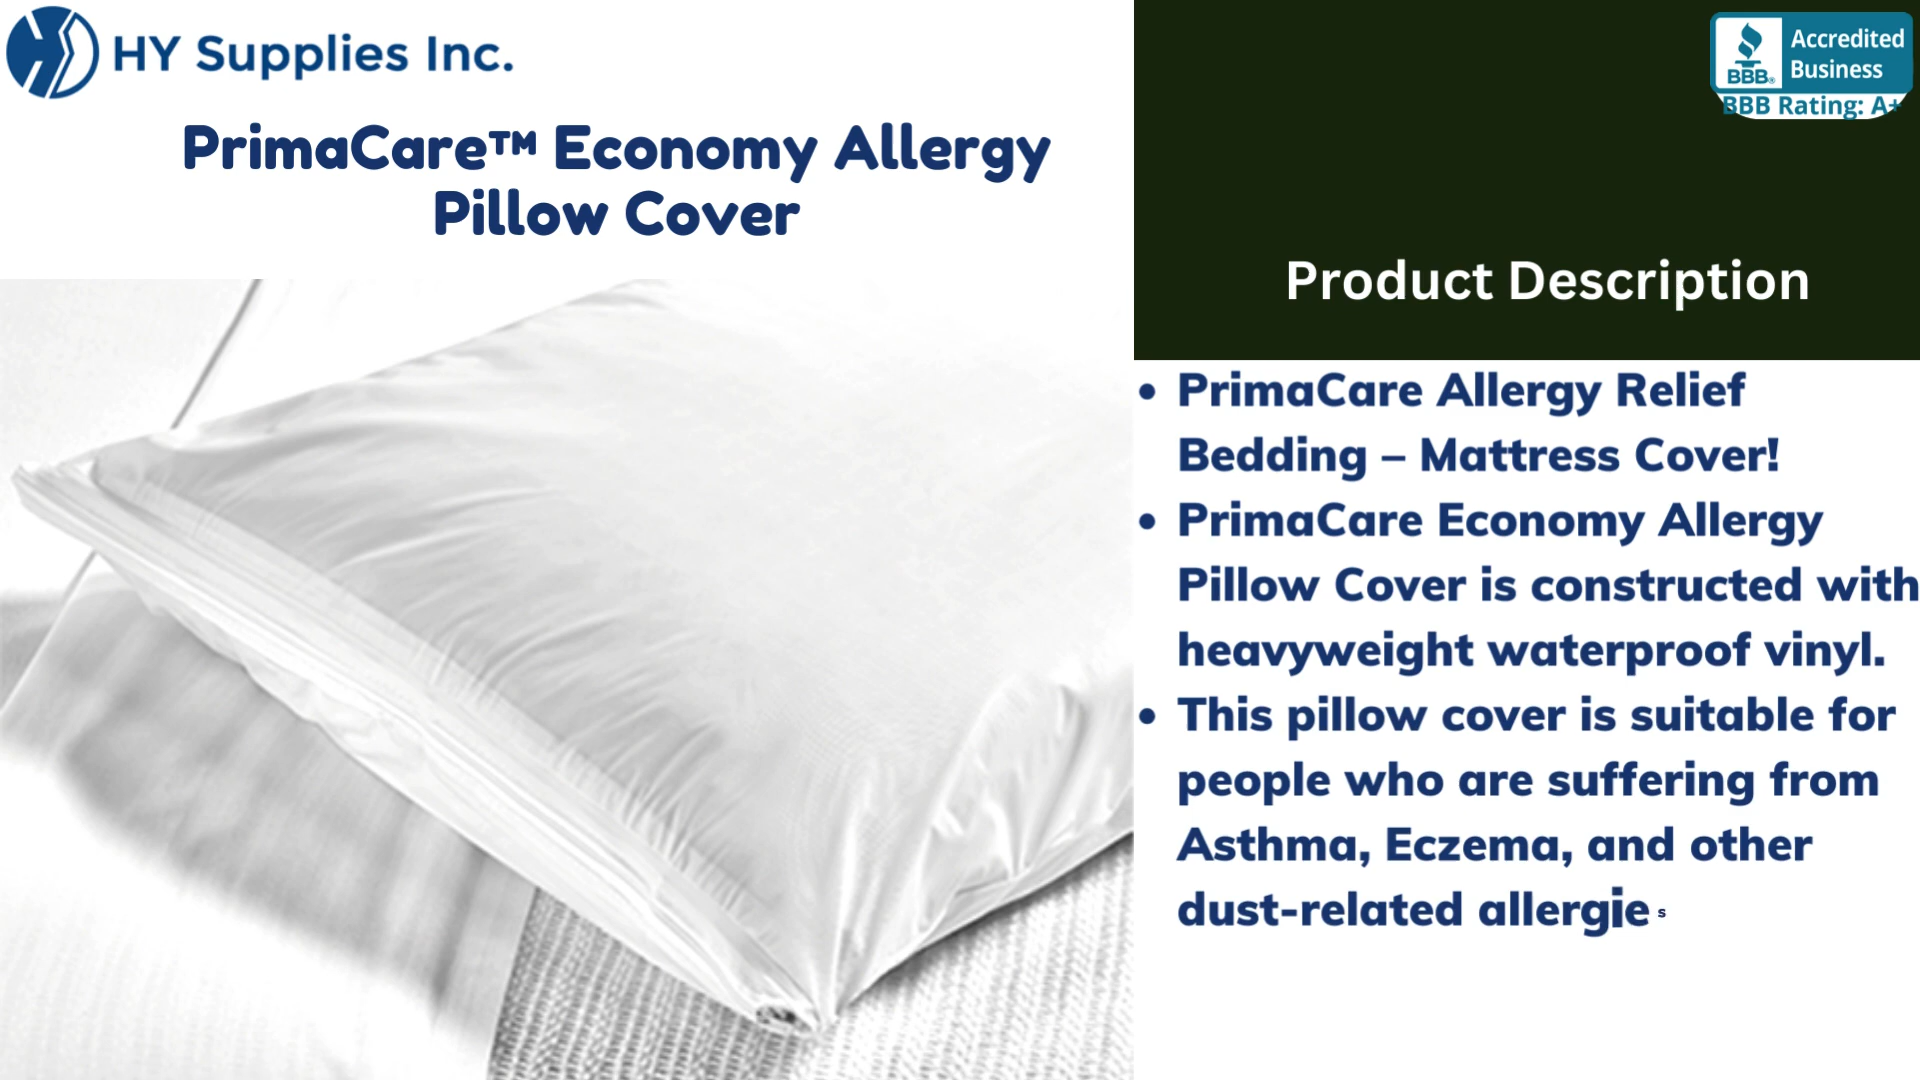 HY Supplies Inc.
PrimaCare™ Economy Allergy
Pillow Cover
Accredited
Business
BBB®
BBB Rating: A+
Product Description
• PrimaCare Allergy Relief
Bedding – Mattress Cover!
• PrimaCare Economy Allergy
Pillow Cover is constructed with
heavyweight waterproof vinyl.
• This pillow cover is suitable for
people who are suffering from
Asthma, Eczema, and other
dust-related allergies